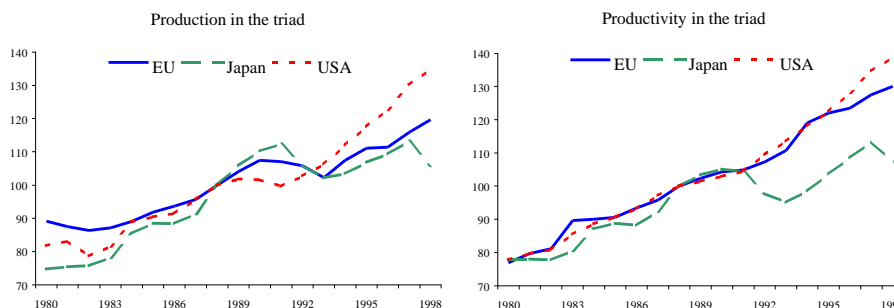 Production in the triad
140
130
120
110
100
90
80
70
EU Japan USA
1980 1983 1986 1989 1992 1995 1998
Productivity in the triad
140
130
120
110
100
90
80
70
EU Japan USA
1980 1983 1986 1989 1992 1995 199